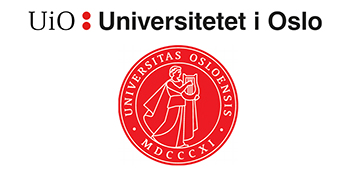 UiO : Universitetet i Oslo
UNIVERSITAS OSLOENSIS
MDCCCXI